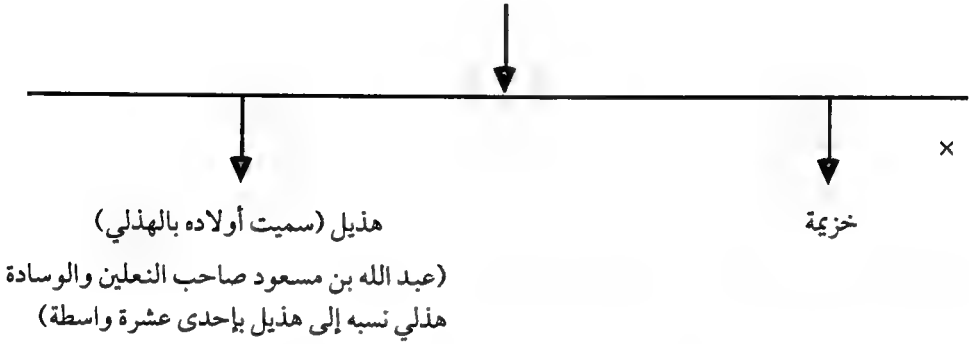 خزيمة
هذيل (سميت أولاده بالهذلي)
(عبد الله بن مسعود صاحب النعلين والوسادة
هذلي نسبه إلى هذيل بإحدى عشرة واسطة)